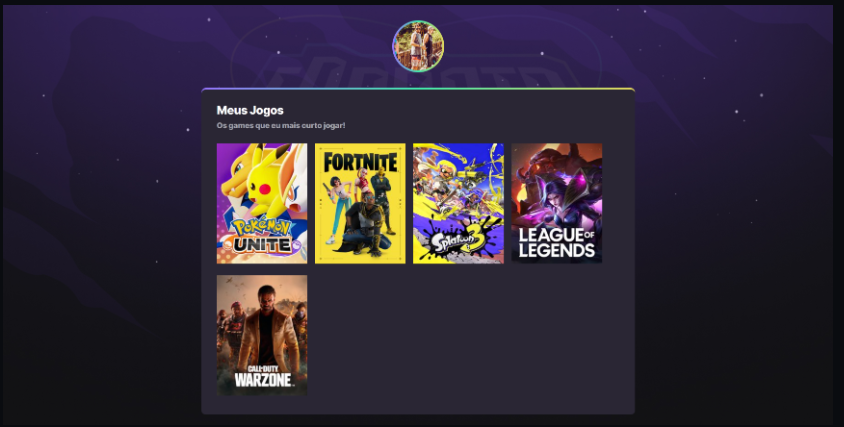 Meus Jogos
Os games que eu mais curto jogar!
Pokémon
UNITE
FORTNITE
Splatoon 3
LEAGUE OF
LEGENDS
CALL·DUTY
WARZONE